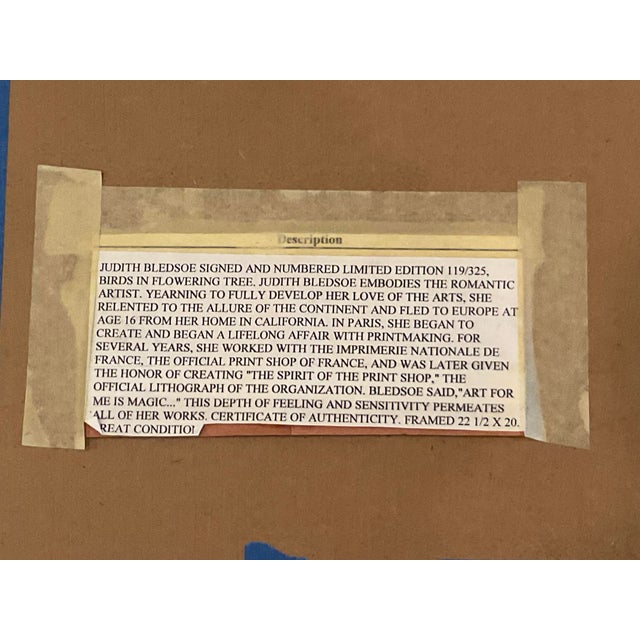 Description
JUDITH BLEDSOE SIGNED AND NUMBERED LIMITED EDITION 119/325,
BIRDS IN FLOWERING TREE. JUDITH BLEDSOE EMBODIES THE ROMANTIC
ARTIST. YEARNING TO FULLY DEVELOP HER LOVE OF THE ARTS, SHE
RELENTED TO THE ALLURE OF THE CONTINENT AND FLED TO EUROPE AT
AGE 16 FROM HER HOME IN CALIFORNIA. IN PARIS, SHE BEGAN TO
CREATE AND BEGAN A LIFELONG AFFAIR WITH PRINTMAKING. FOR
SEVERAL YEARS, SHE WORKED WITH THE IMPRIMERIE NATIONALE DE
FRANCE, THE OFFICIAL PRINT SHOP OF FRANCE, AND WAS LATER GIVEN
THE HONOR OF CREATING "THE SPIRIT OF THE PRINT SHOP," THE
OFFICIAL LITHOGRAPH OF THE ORGANIZATION. BLEDSOE SAID,"ART FOR
ME IS MAGIC..." THIS DEPTH OF FEELING AND SENSITIVITY PERMEATES
ALL OF HER WORKS. CERTIFICATE OF AUTHENTICITY. FRAMED 22 1/2 X 20.
REAT CONDITIO